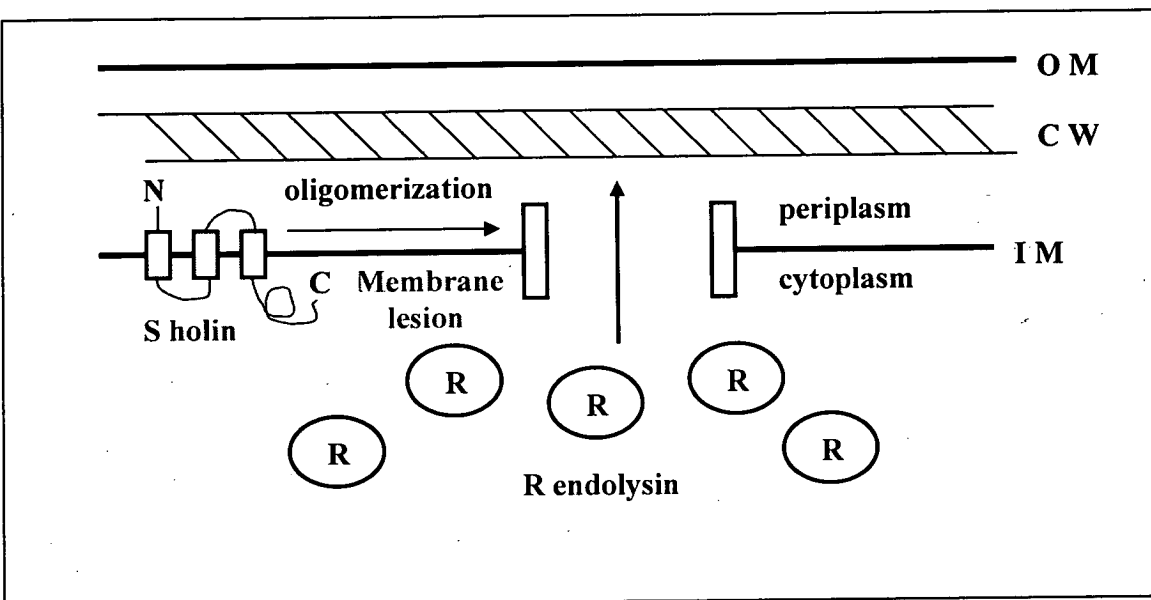 O M
C W
N
oligomerization
periplasm
I M
C
Membrane
lesion
cytoplasm
S holin
R
R
R
R
R
R endolysin